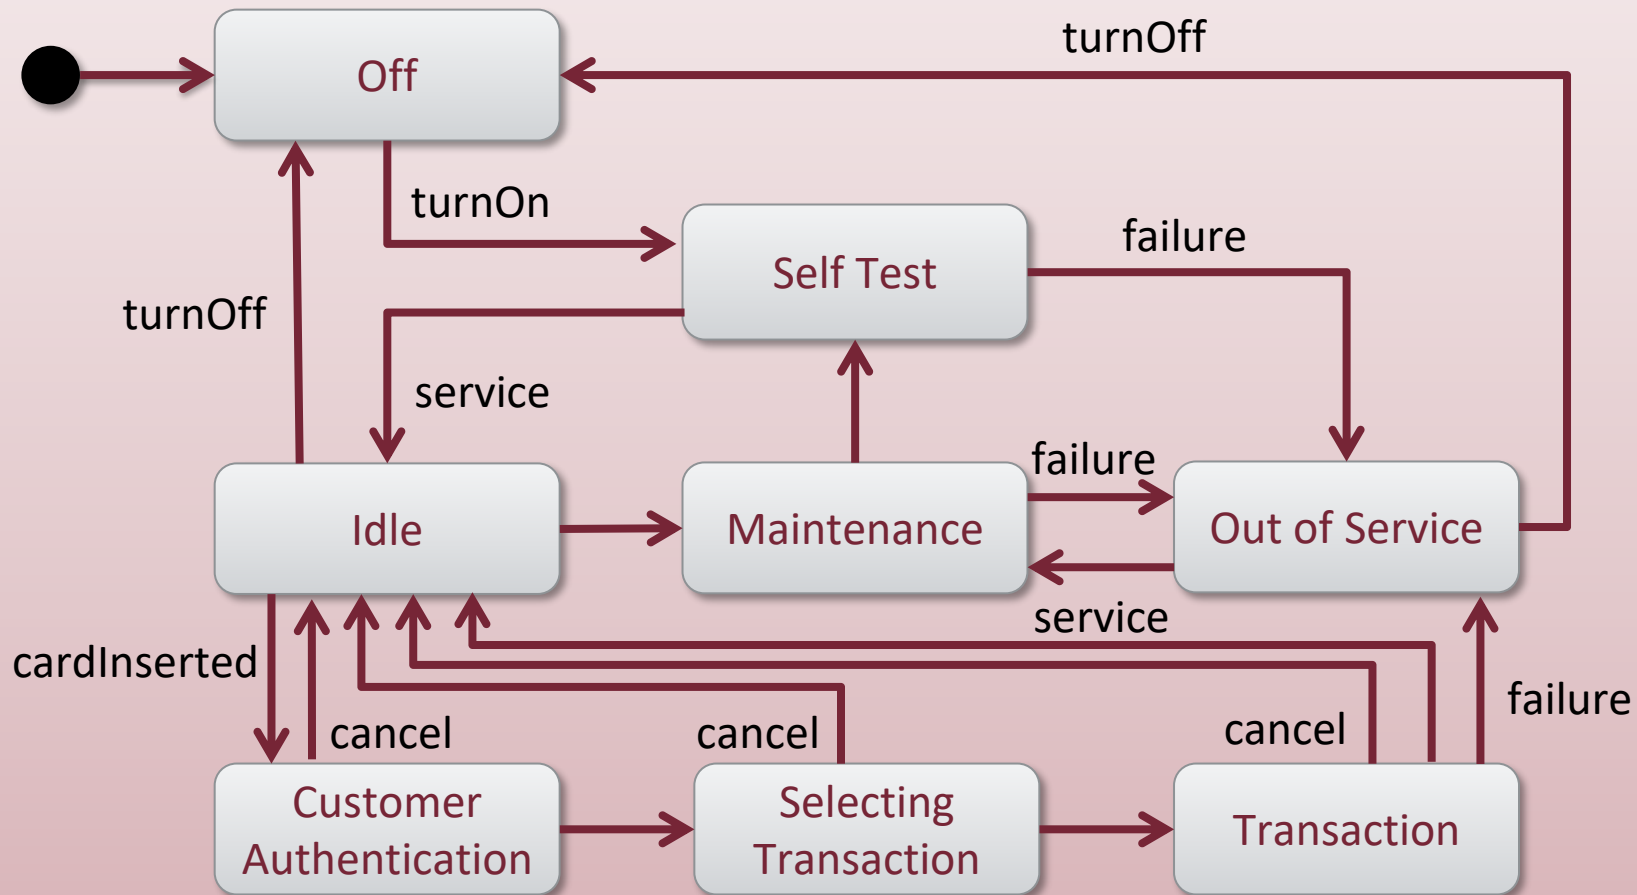 turnOff
Off
turnOn
Self Test
failure
turnOff
service
failure
Idle
Maintenance
Out of Service
service
cardInserted
cancel
cancel
cancel
failure
Customer
Authentication
Selecting
Transaction
Transaction